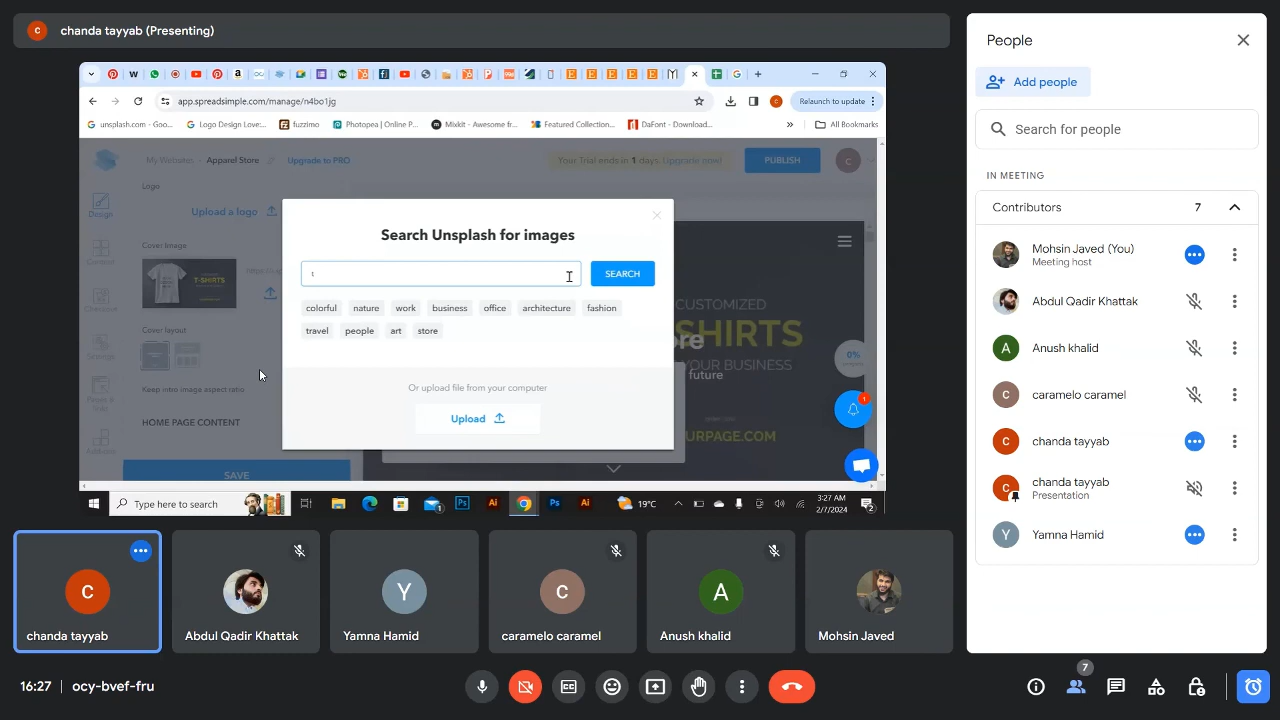 chanda tayyab (Presenting)
app.spreadsimple.com/manage/n4bo1jg
Relaunch to update
unsplash.com - Goo...
Logo Design Love:...
fuzzimo
Photopea | Online P...
Mixkit - Awesome fr...
Featured Collection...
DaFont - Download...
All Bookmarks
My Websites
Apparel Store
Upgrade to PRO
Your Trial ends in 1 days. Upgrade now!
PUBLISH
Logo
Upload a logo
Design
Cover Image
Content
T-SHIRTS
Checkout
Cover layout
Keep intro image aspect ratio
HOME PAGE CONTENT
SAVE
Search Unsplash for images
t
SEARCH
colorful nature work business office architecture fashion
travel people art store
Or upload file from your computer
Upload
CUSTOMIZED
-SHIRTS
YOUR BUSINESS
future
0%
1
URPAGE.COM
Type here to search
19°C
3:27 AM
2/7/2024
People
Add people
Search for people
IN MEETING
Contributors 7
Mohsin Javed (You)
Meeting host
Abdul Qadir Khattak
A
Anush khalid
C
caramelo caramel
C
chanda tayyab
C
chanda tayyab
Presentation
Y
Yamna Hamid
C
chanda tayyab
Abdul Qadir Khattak
Y
Yamna Hamid
C
caramelo caramel
A
Anush khalid
Mohsin Javed
16:27 | ocy-bvef-fru
7